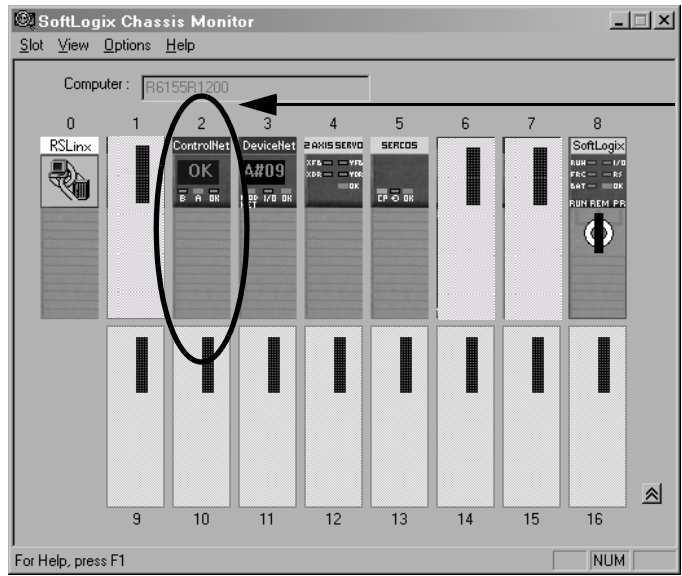 SoftLogix Chassis Monitor
Slot View Options Help
Computer : R6155R1200
0 1 2 3 4 5 6 7 8
RSLinx ControlNet DeviceNet 2 AXIS SERVO SERCOS SoftLogix
OK A#09
B A OK
MOD NET I/O OK
XFB YFB
XDR YDR
OK
CP OK
RUN I/O
FRC RS
BAT OK
RUN REM PR
9 10 11 12 13 14 15 16
For Help, press F1 NUM